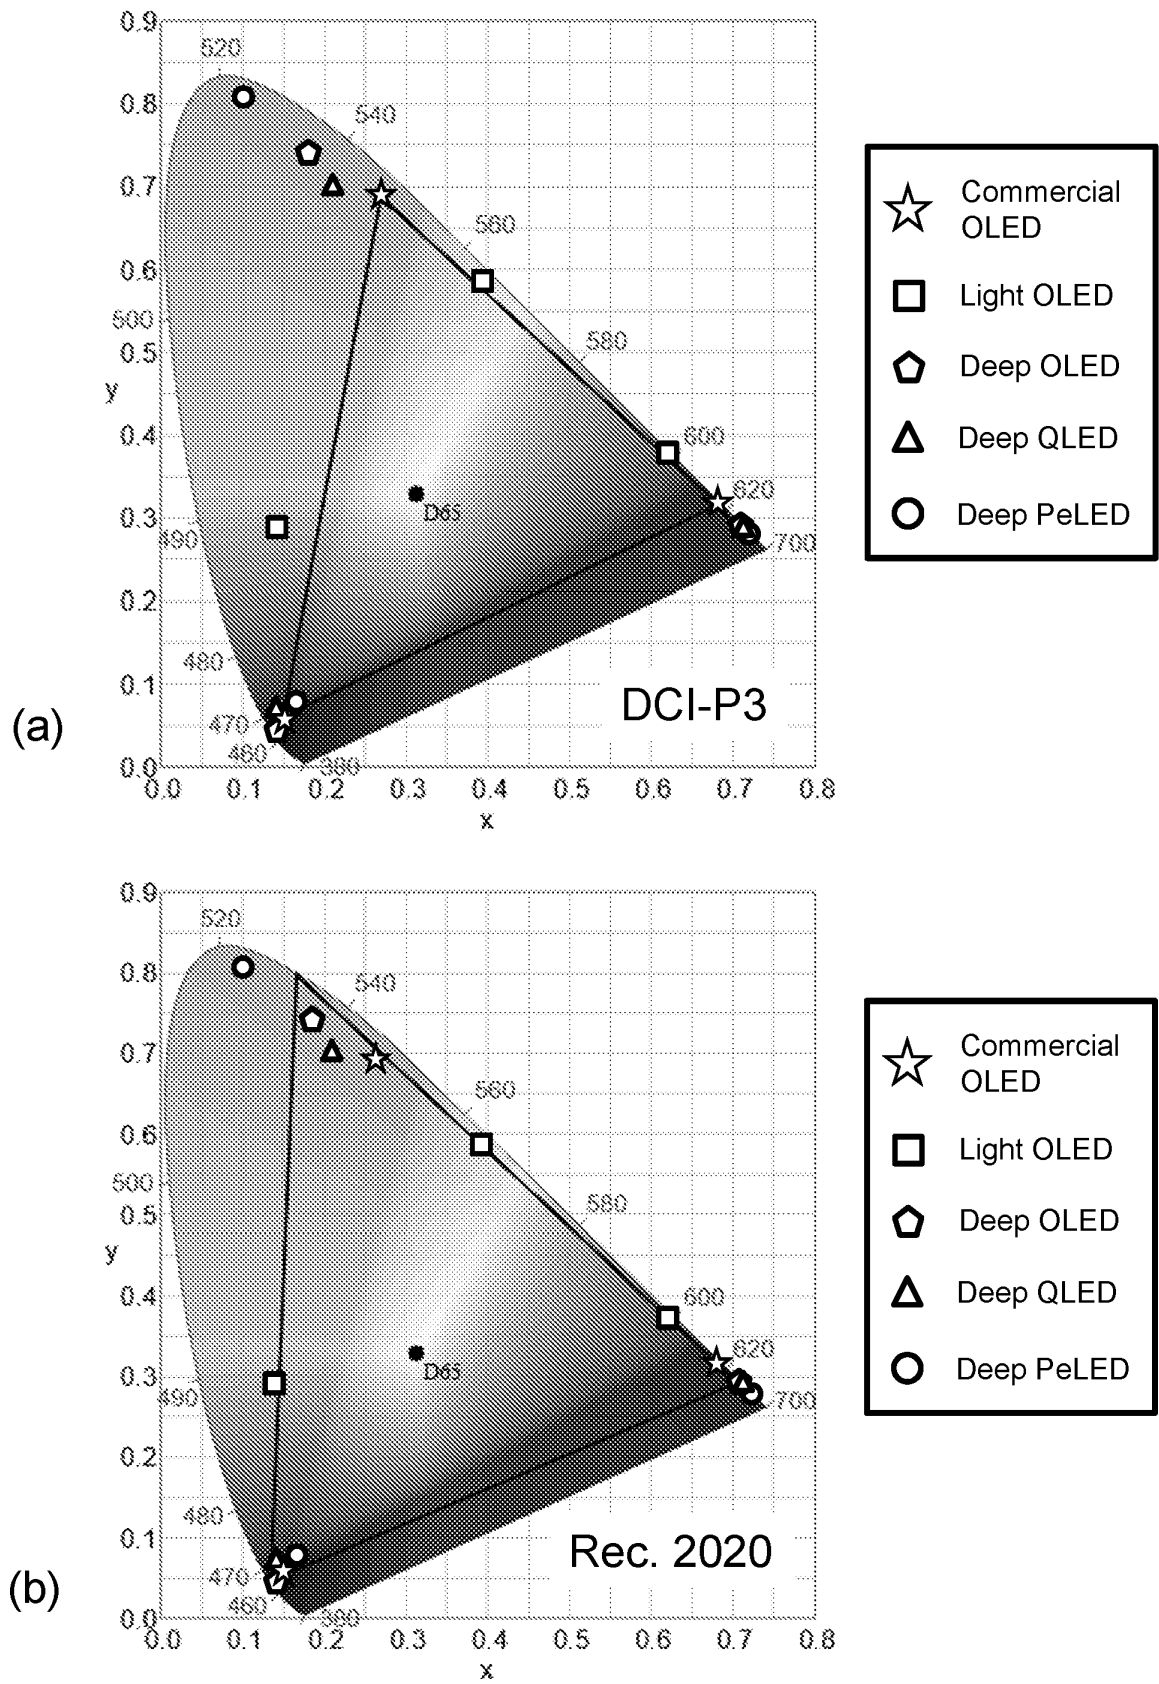 0.9
520
0.8
540
0.7
560
0.6
500
580
0.5
y
0.4
600
620
D65
0.3
490
700
0.2
480
0.1
DCI-P3
(a)
470
460
0.0
380
0.0 0.1 0.2 0.3 0.4 0.5 0.6 0.7 0.8
x
Commercial
OLED
Light OLED
Deep OLED
Deep QLED
Deep PeLED
0.9
520
0.8
540
0.7
560
0.6
500
580
0.5
y
0.4
600
620
D65
0.3
490
700
0.2
480
0.1
Rec. 2020
(b)
470
460
0.0
380
0.0 0.1 0.2 0.3 0.4 0.5 0.6 0.7 0.8
x
Commercial
OLED
Light OLED
Deep OLED
Deep QLED
Deep PeLED